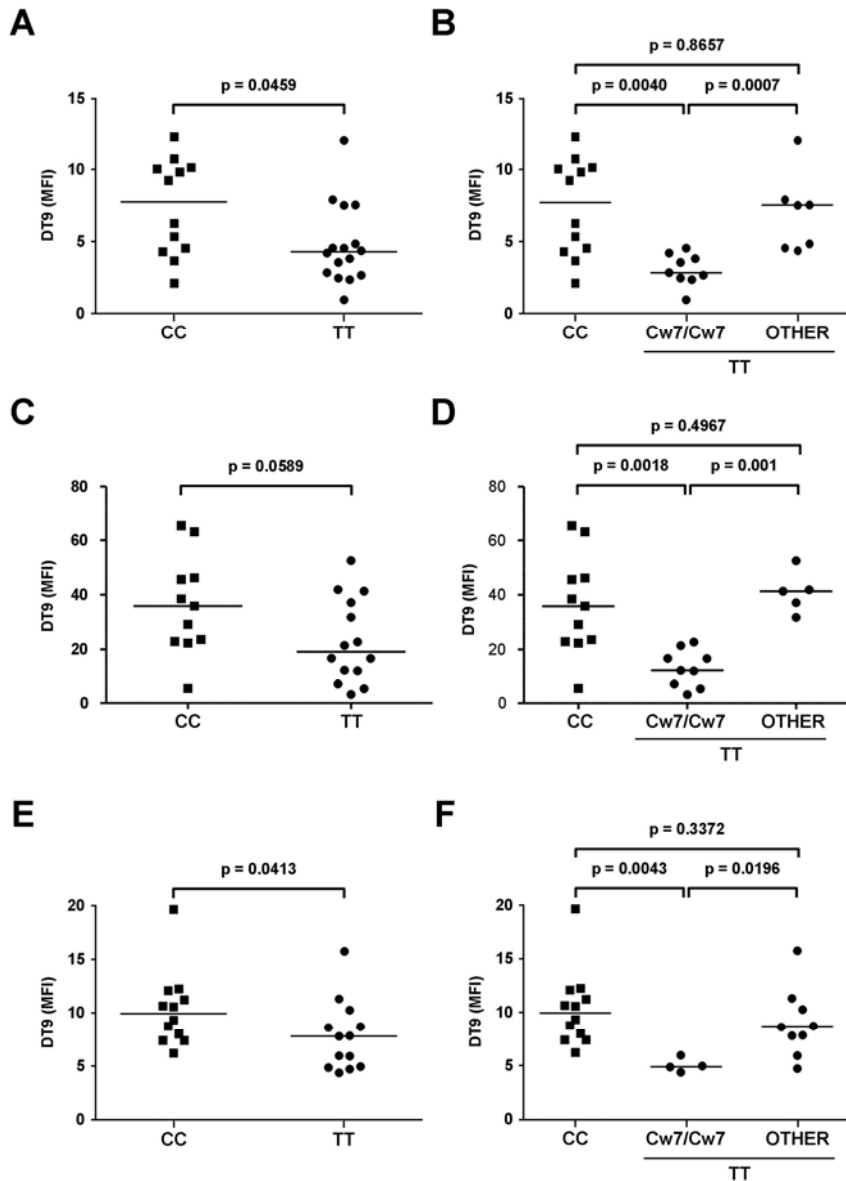 A
p = 0.0459
15
10
5
0
DT9 (MFI)
CC
TT
B
p = 0.8657
p = 0.0040
p = 0.0007
15
10
5
0
DT9 (MFI)
CC
Cw7/Cw7
OTHER
TT
C
p = 0.0589
80
60
40
20
0
DT9 (MFI)
CC
TT
D
p = 0.4967
p = 0.0018
p = 0.001
80
60
40
20
0
DT9 (MFI)
CC
Cw7/Cw7
OTHER
TT
E
p = 0.0413
20
15
10
5
0
DT9 (MFI)
CC
TT
F
p = 0.3372
p = 0.0043
p = 0.0196
20
15
10
5
0
DT9 (MFI)
CC
Cw7/Cw7
OTHER
TT